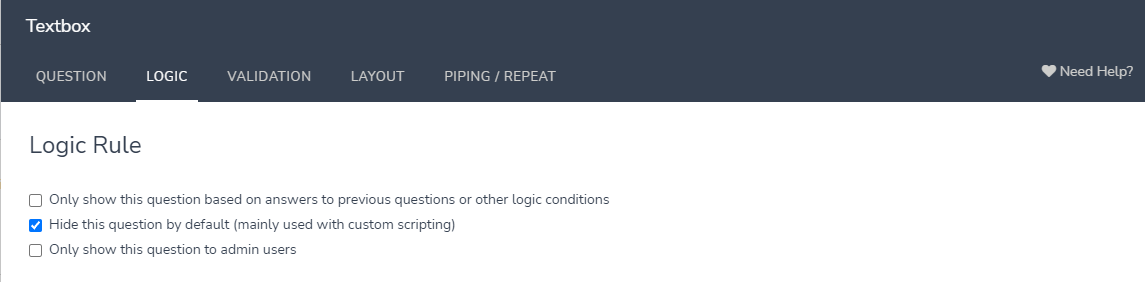 Textbox
QUESTION LOGIC VALIDATION LAYOUT PIPING / REPEAT Need Help?
Logic Rule
Only show this question based on answers to previous questions or other logic conditions
Hide this question by default (mainly used with custom scripting)
Only show this question to admin users